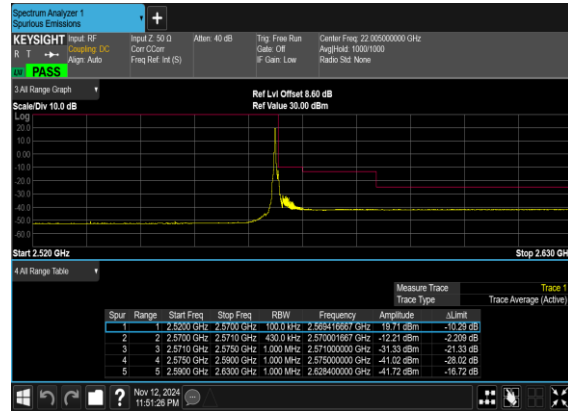 Spectrum Analyzer 1
Spurious Emissions
KEYSIGHT Input: RF Input Z: 50 Ω Atten: 40 dB Trig: Free Run Center Freq: 22.005000000 GHz
R T Coupling: DC Corr CCorr Gate: Off Avg|Hold: 1000/1000
Align: Auto Freq Ref: Int (S) IF Gain: Low Radio Std: None
LW PASS
3 All Range Graph
Ref Lvl Offset 8.60 dB
Scale/Div 10.0 dB Ref Value 30.00 dBm
Log
20.0
10.0
0.00
-10.0
-20.0
-30.0
-40.0
-50.0
-60.0
Start 2.520 GHz Stop 2.630 GH
4 All Range Table
Measure Trace Trace 1
Trace Type Trace Average (Active)
Spur Range Start Freq Stop Freq RBW Frequency Amplitude ΔLimit
1 1 2.5200 GHz 2.5700 GHz 100.0 kHz 2.569416667 GHz 19.71 dBm -10.29 dB
2 2 2.5700 GHz 2.5710 GHz 430.0 kHz 2.570001667 GHz -12.21 dBm -2.209 dB
3 3 2.5710 GHz 2.5750 GHz 1.000 MHz 2.571000000 GHz -31.33 dBm -21.33 dB
4 4 2.5750 GHz 2.5900 GHz 1.000 MHz 2.575000000 GHz -41.02 dBm -28.02 dB
5 5 2.5900 GHz 2.6300 GHz 1.000 MHz 2.628400000 GHz -41.72 dBm -16.72 dB
Nov 12, 2024
11:51:26 PM